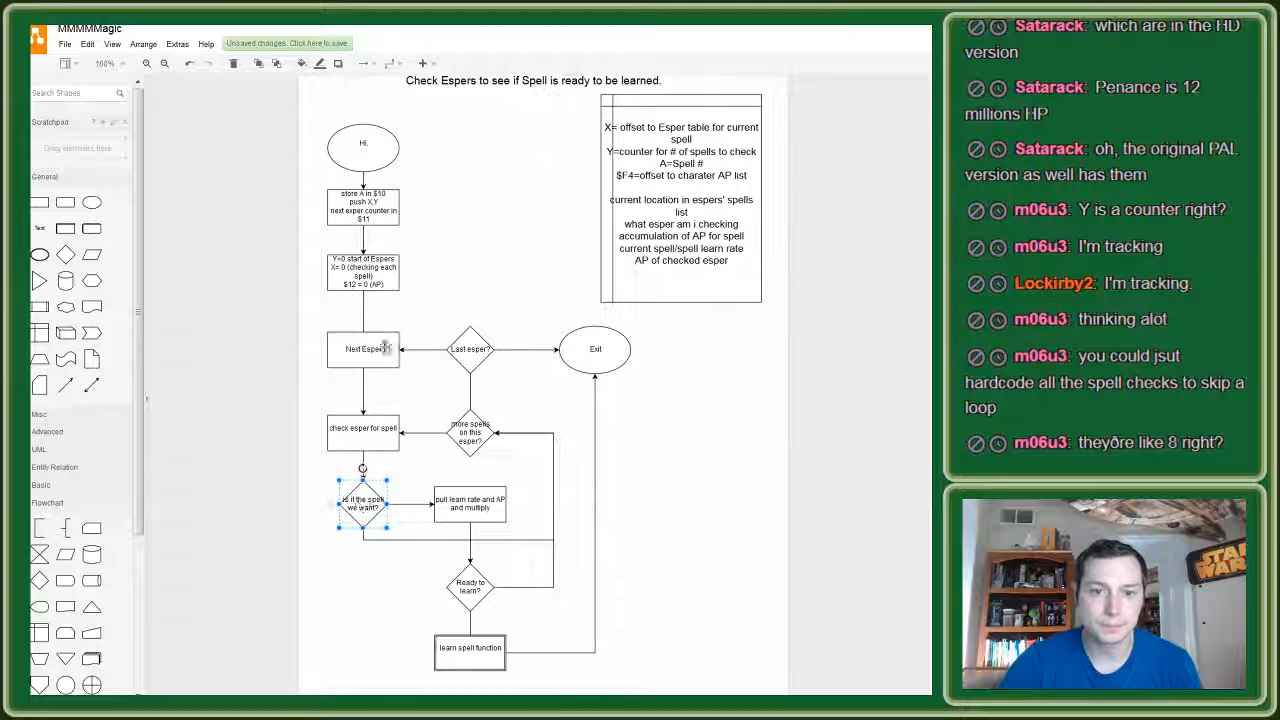 MMMMMagic
File Edit View Arrange Extras Help Unsaved changes. Click here to save
100%
Search Shapes
Scratchpad
Drag elements here
General
Text
Misc
Advanced
UML
Entity Relation
Basic
Flowchart
Check Espers to see if Spell is ready to be learned.
X= offset to Esper table for current
spell
Y=counter for # of spells to check
A=Spell #
$F4=offset to charater AP list
current location in espers' spells
list
what esper am i checking
accumulation of AP for spell
current spell/spell learn rate
AP of checked esper
Hi.
store A in $10
push X,Y
next exper counter in
$11
Y=0 start of Espers
X= 0 (checking each
spell)
$12 = 0 (AP)
Next Esper
Last esper?
Exit
check esper for spell
more spells
on this
esper?
is it the spell
we want?
pull learn rate and AP
and multiply
Ready to
learn?
learn spell function
Satarack: which are in the HD
version
Satarack: Penance is 12
millions HP
Satarack: oh, the original PAL
version as well has them
m06u3: Y is a counter right?
m06u3: I'm tracking
Lockirby2: I'm tracking.
m06u3: thinking alot
m06u3: you could jsut
hardcode all the spell checks to skip a
loop
m06u3: theyðre like 8 right?
STAR
WARS